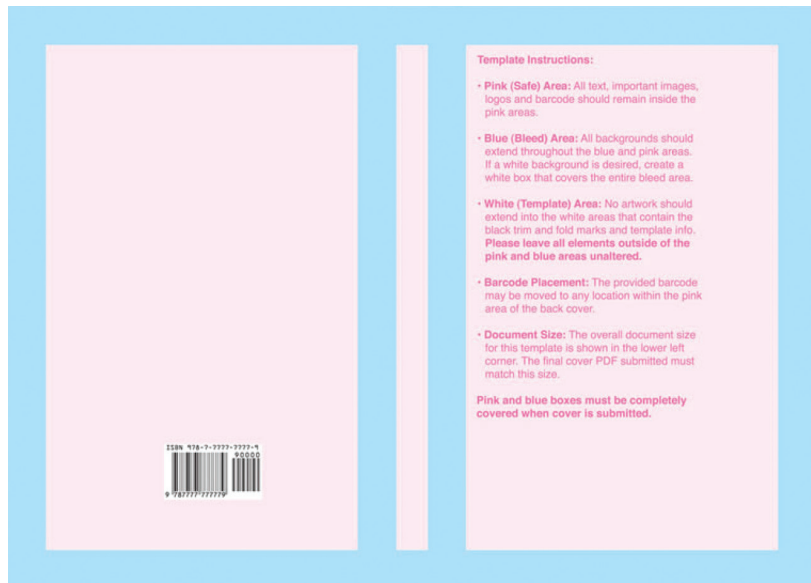 Template Instructions:
• Pink (Safe) Area: All text, important images,
logos and barcode should remain inside the
pink areas.
• Blue (Bleed) Area: All backgrounds should
extend throughout the blue and pink areas.
If a white background is desired, create a
white box that covers the entire bleed area.
• White (Template) Area: No artwork should
extend into the white areas that contain the
black trim and fold marks and template info.
Please leave all elements outside of the
pink and blue areas unaltered.
• Barcode Placement: The provided barcode
may be moved to any location within the pink
area of the back cover.
• Document Size: The overall document size
for this template is shown in the lower left
corner. The final cover PDF submitted must
match this size.
Pink and blue boxes must be completely
covered when cover is submitted.
ISBN 978-7-7777-7777-9
90000
9 787777 777779